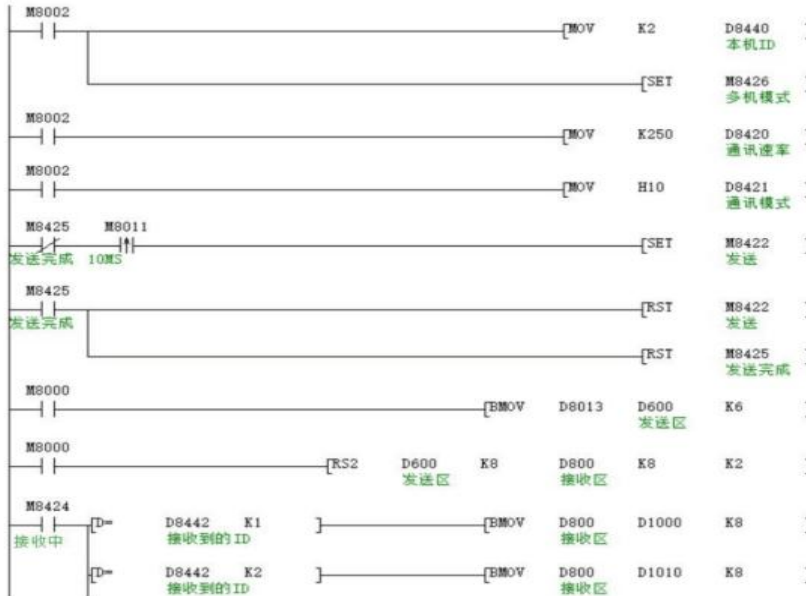 M8002
[MOV K2 D8440
本机ID
[SET M8426
多机模式
M8002
[MOV K250 D8420
通讯速率
M8002
[MOV H10 D8421
通讯模式
M8425 M8011
[SET M8422
发送完成 10MS 发送
M8425
[RST M8422
发送完成 发送
[RST M8425
发送完成
M8000
[BMOV D8013 D600 K6
发送区
M8000
[RS2 D600 K8 D800 K8 K2
发送区 接收区
M8424
[D= D8442 K1 ] [BMOV D800 D1000 K8
接收中 接收到的ID 接收区
[D= D8442 K2 ] [BMOV D800 D1010 K8
接收到的ID 接收区